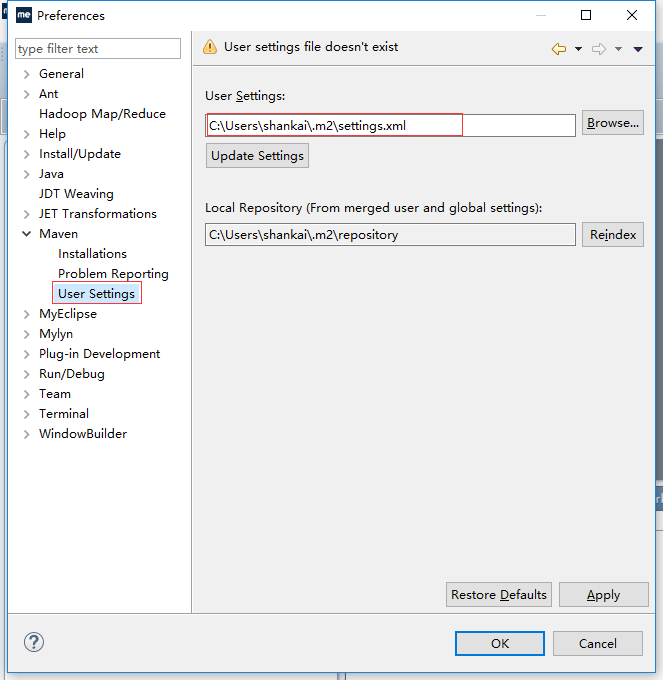 me
Preferences
type filter text
General
Ant
Hadoop Map/Reduce
Help
Install/Update
Java
JDT Weaving
JET Transformations
Maven
Installations
Problem Reporting
User Settings
MyEclipse
Mylyn
Plug-in Development
Run/Debug
Team
Terminal
WindowBuilder
User settings file doesn't exist
User Settings:
C:\Users\shankai\.m2\settings.xml
Browse...
Update Settings
Local Repository (From merged user and global settings):
C:\Users\shankai\.m2\repository
Reindex
Restore Defaults
Apply
?
OK
Cancel